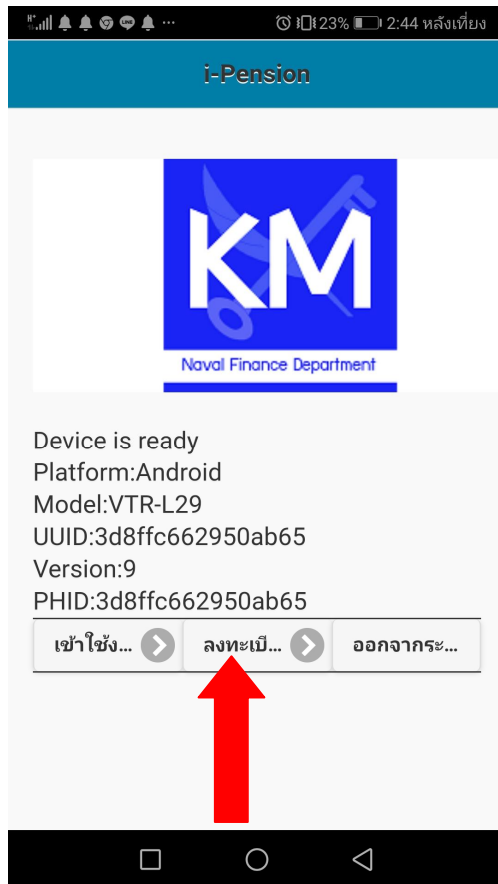 23% 2:44 หลังเที่ยง
i-Pension
KM
Naval Finance Department
Device is ready
Platform:Android
Model:VTR-L29
UUID:3d8ffc662950ab65
Version:9
PHID:3d8ffc662950ab65
เข้าใช้ง... ลงทะเบี... ออกจากระ...